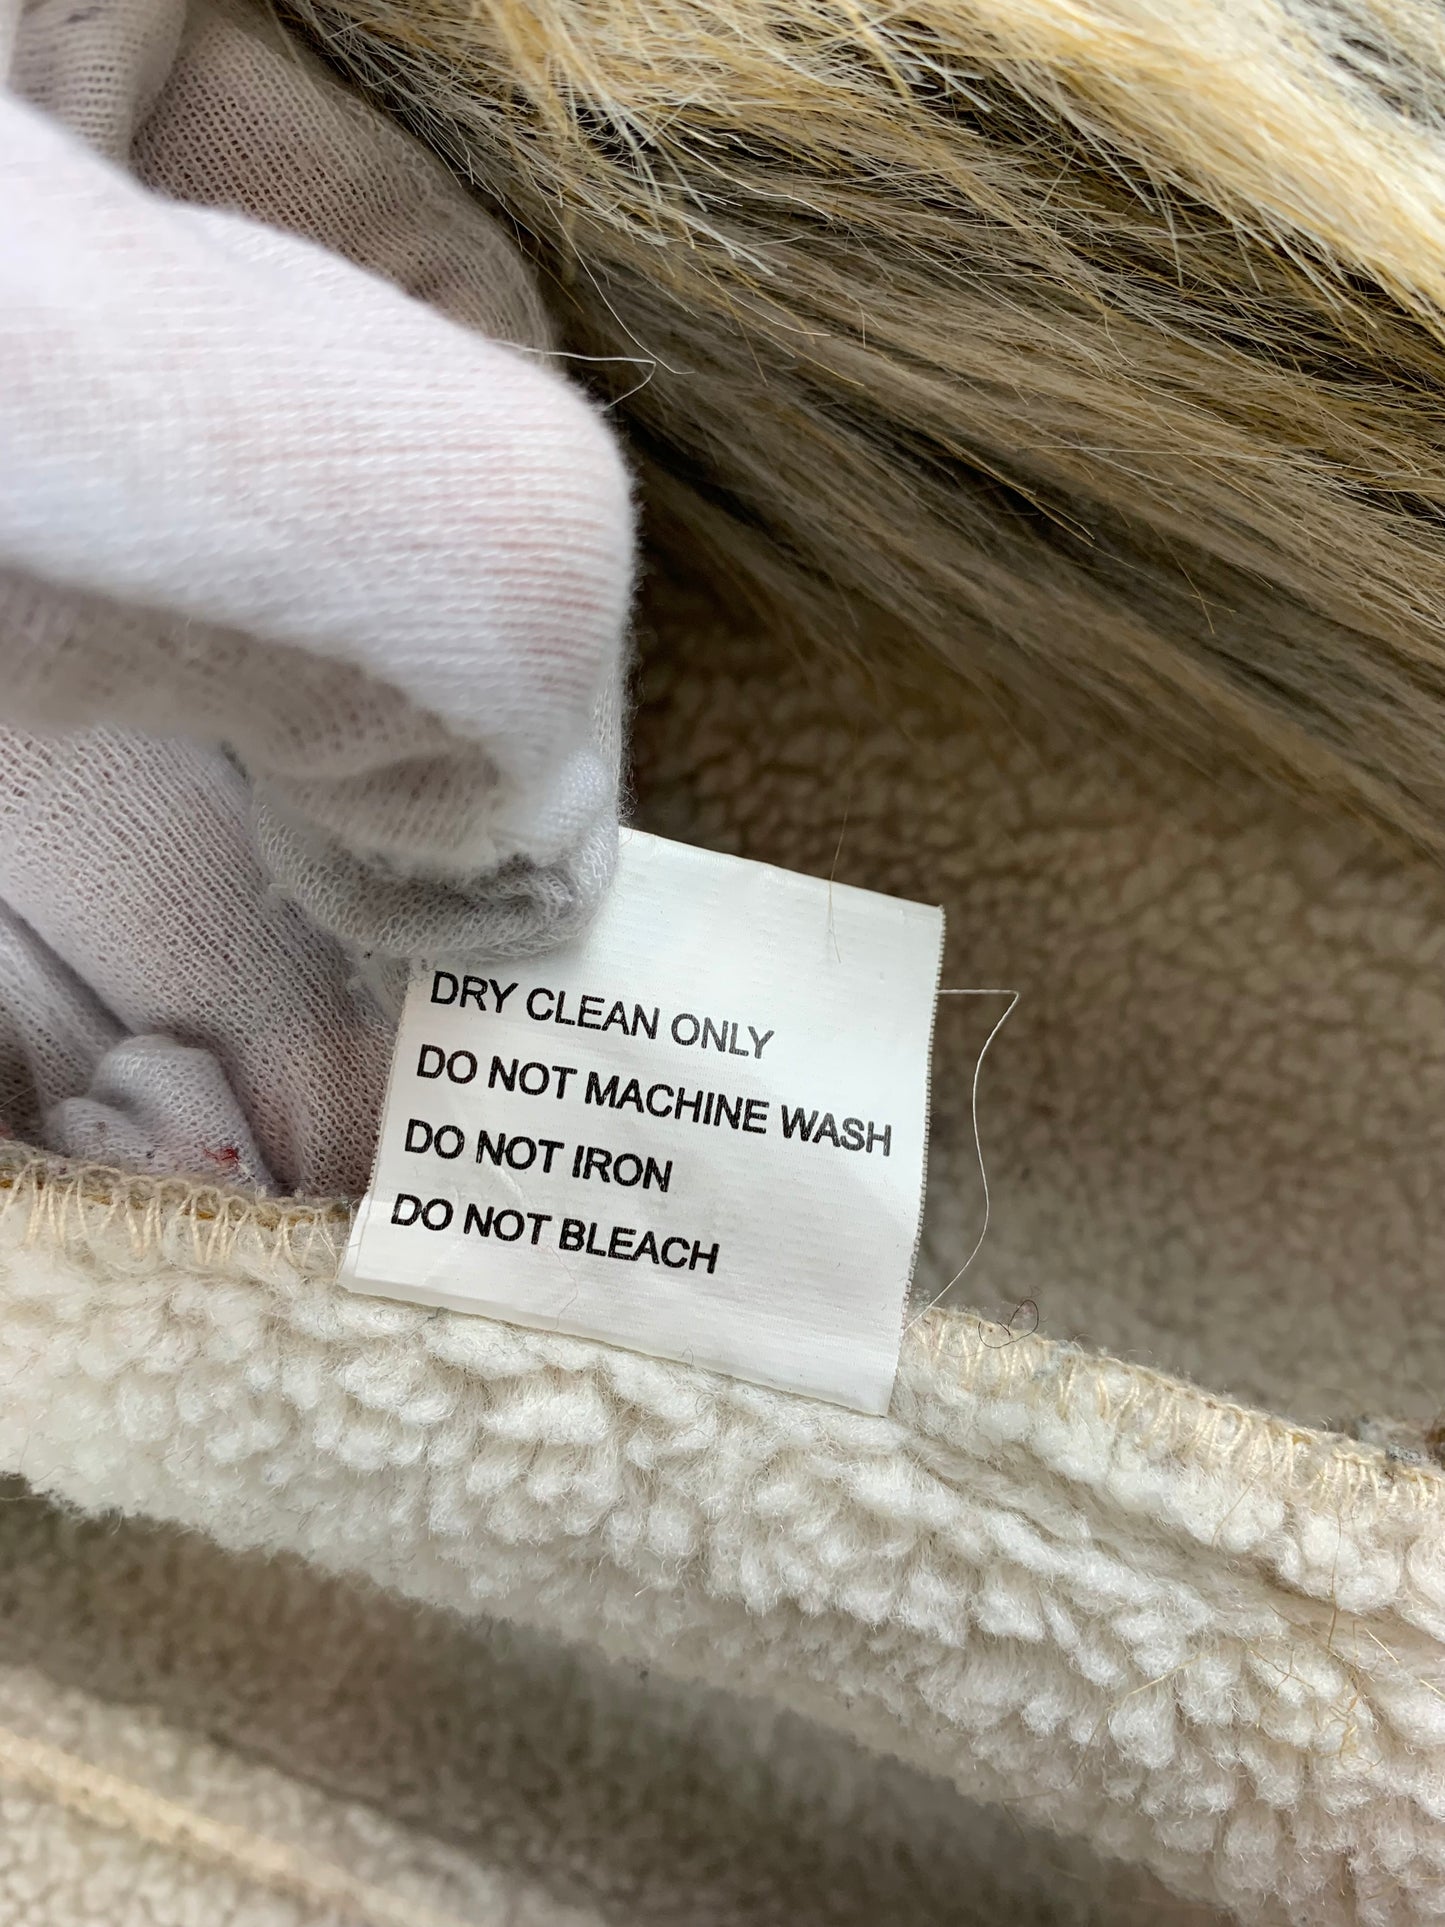 DRY CLEAN ONLY
DO NOT MACHINE WASH
DO NOT IRON
DO NOT BLEACH